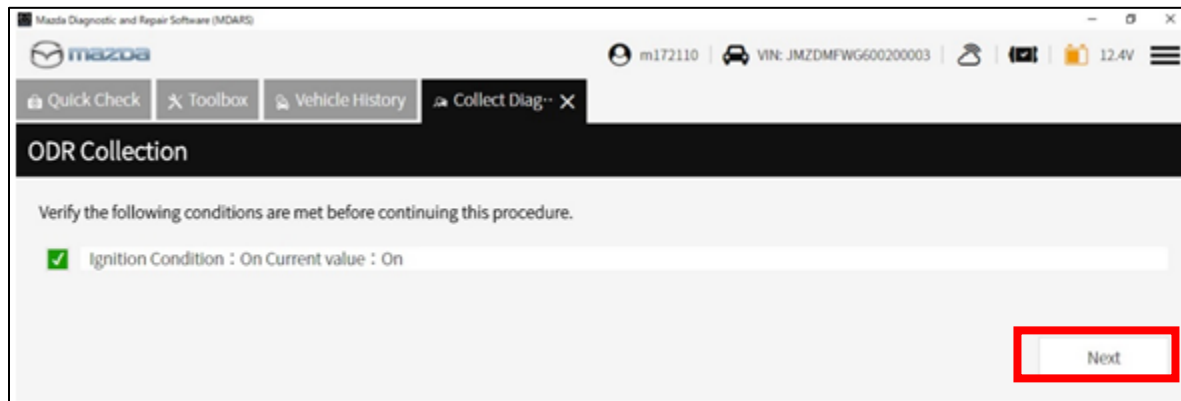 Mazda Diagnostic and Repair Software (MDARS)
mazda
m172110 VIN: JMZDMFWG600200003 12.4V
Quick Check Toolbox Vehicle History Collect Diag··
ODR Collection
Verify the following conditions are met before continuing this procedure.
Ignition Condition：On Current value：On
Next